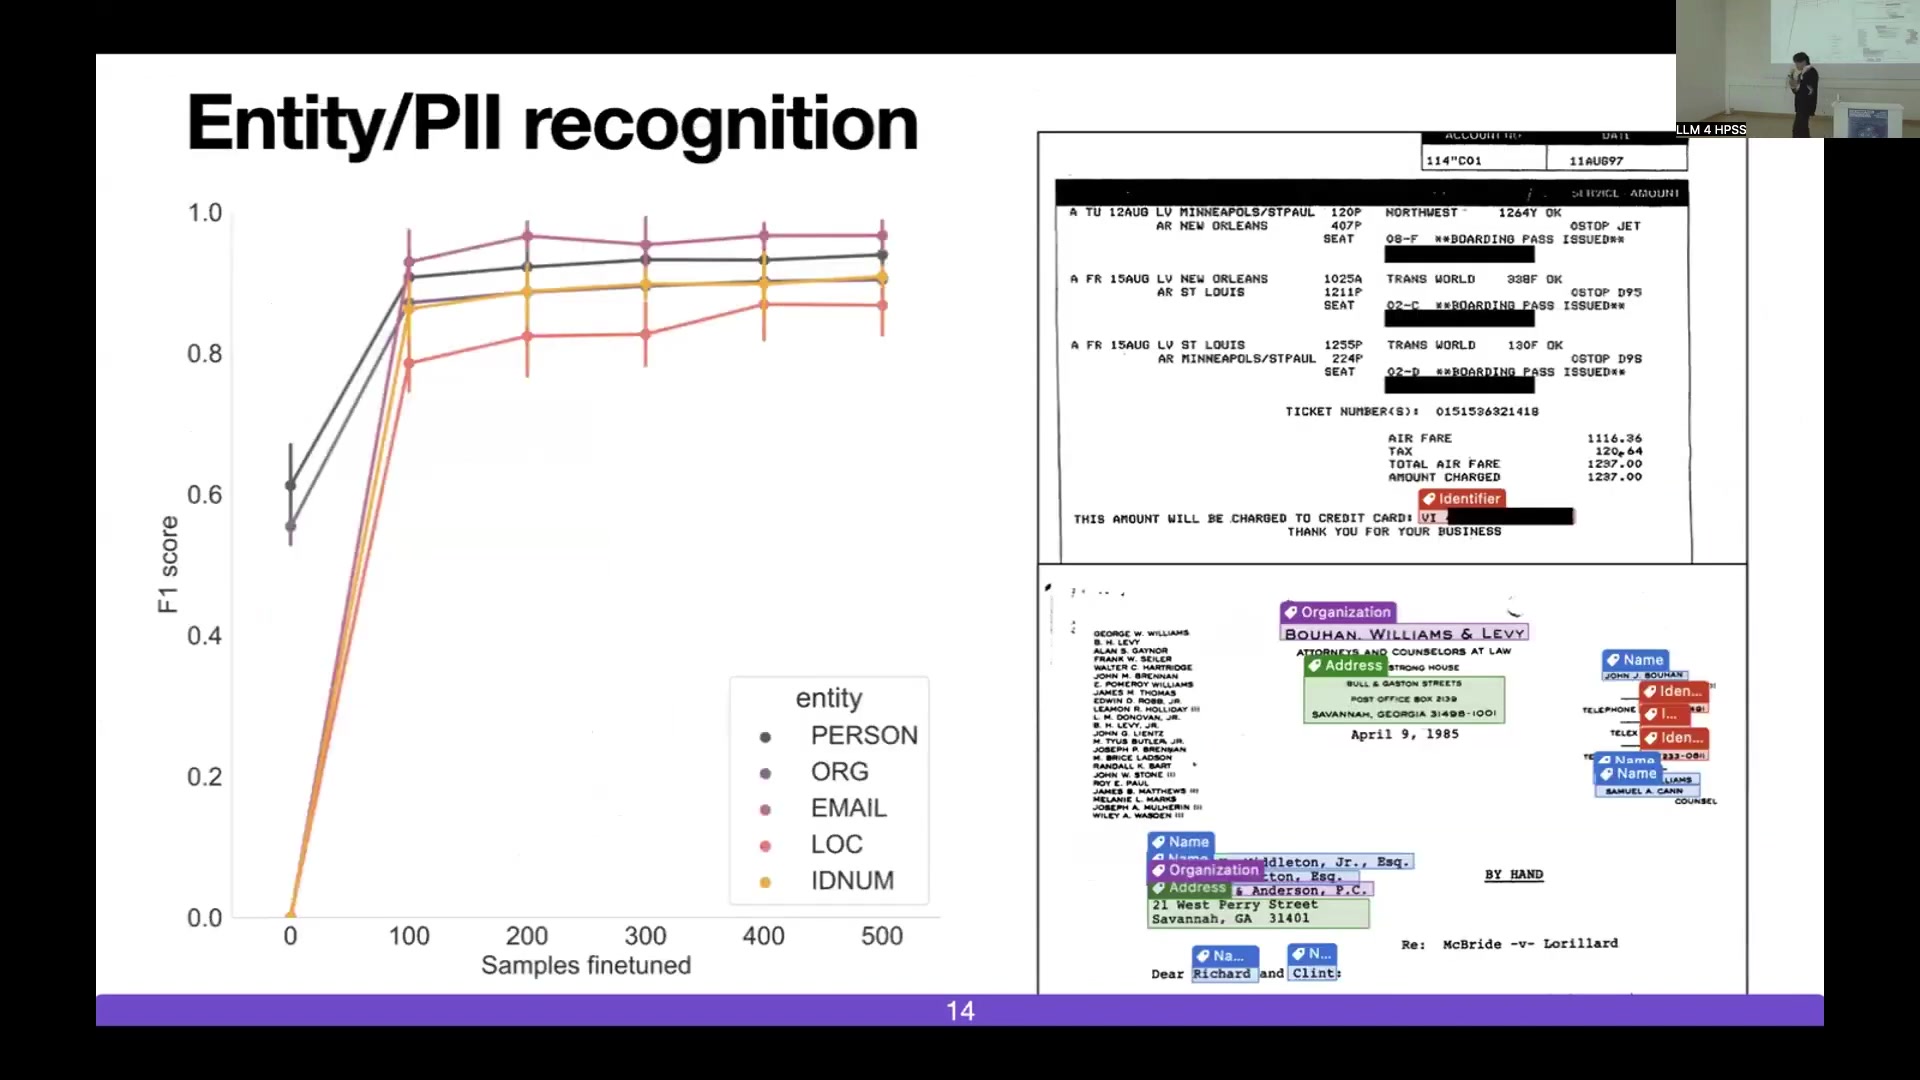 LLM 4 HPSS
Entity/PII recognition
1.0
0.8
0.6
0.4
0.2
0.0
F1 score
0
100
200
300
400
500
Samples finetuned
entity
PERSON
ORG
EMAIL
LOC
IDNUM
ACCOUNT NO. DATE
114"CO1 11AUG97
SERVICE - AMOUNT
A TU 12AUG LV MINNEAPOLS/STPAUL 120P NORTHWEST 1264Y OK
AR NEW ORLEANS 407P 0STOP JET
SEAT 08-F **BOARDING PASS ISSUED**
A FR 15AUG LV NEW ORLEANS 1025A TRANS WORLD 338F OK
AR ST LOUIS 1211P 0STOP D9S
SEAT 02-C **BOARDING PASS ISSUED**
A FR 15AUG LV ST LOUIS 1255P TRANS WORLD 130F OK
AR MINNEAPOLS/STPAUL 224P 0STOP D9S
SEAT 02-D **BOARDING PASS ISSUED**
TICKET NUMBER(S): 0151536321418
AIR FARE 1116.36
TAX 120.64
TOTAL AIR FARE 1237.00
AMOUNT CHARGED 1237.00
Identifier
THIS AMOUNT WILL BE CHARGED TO CREDIT CARD: VI
THANK YOU FOR YOUR BUSINESS
GEORGE W. WILLIAMS
B. H. LEVY
ALAN S. GAYNOR
FRANK W. SEILER
WALTER C. HARTRIDGE
JOHN M. BRENNAN
E. POMEROY WILLIAMS
JAMES M. THOMAS
EDWIN D. ROBB, JR.
LEAMON R. HOLLIDAY III
L. M. DONOVAN, JR.
B. H. LEVY, JR.
JOHN G. LIENTZ
M. TYUS BUTLER, JR.
JOSEPH P. BRENNAN
M. BRICE LADSON
RANDALL K. BART
JOHN W. STONE III
ROY E. PAUL
JAMES B. MATTHEWS III
MELANIE L. MARKS
JOSEPH A. MULHERIN III
WILEY A. WASDEN III
Organization
BOUHAN, WILLIAMS & LEVY
ATTORNEYS AND COUNSELORS AT LAW
Address STRONG HOUSE
BULL & GASTON STREETS
POST OFFICE BOX 2139
SAVANNAH, GEORGIA 31498-1001
April 9, 1985
Name
JOHN J. BOUHAN
Iden...
TELEPHONE
I...
TELEX
Iden...
233-0811
Name
Name LIAMS
SAMUEL A. CANN
COUNSEL
Name
Name Middleton, Jr., Esq.
Organization tton, Esq.
Address & Anderson, P.C.
21 West Perry Street
Savannah, GA 31401
BY HAND
Re: McBride -v- Lorillard
Na... N...
Dear Richard and Clint:
14